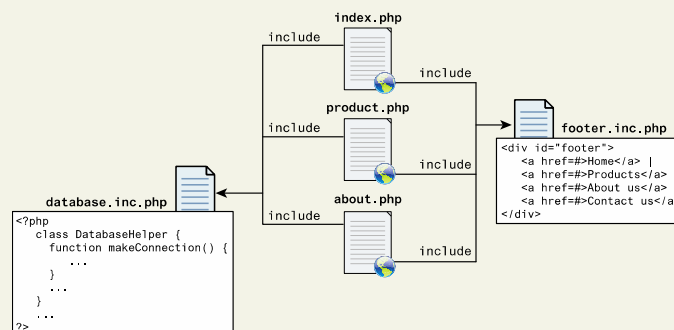 index.php
include
include
product.php
include
include
about.php
include
include
footer.inc.php
<div id="footer">
<a href=#>Home</a> |
<a href=#>Products</a>
<a href=#>About us</a>
<a href=#>Contact us</a
</div>
database.inc.php
<?php
class DatabaseHelper {
function makeConnection() {
...
}
...
}
...
?>